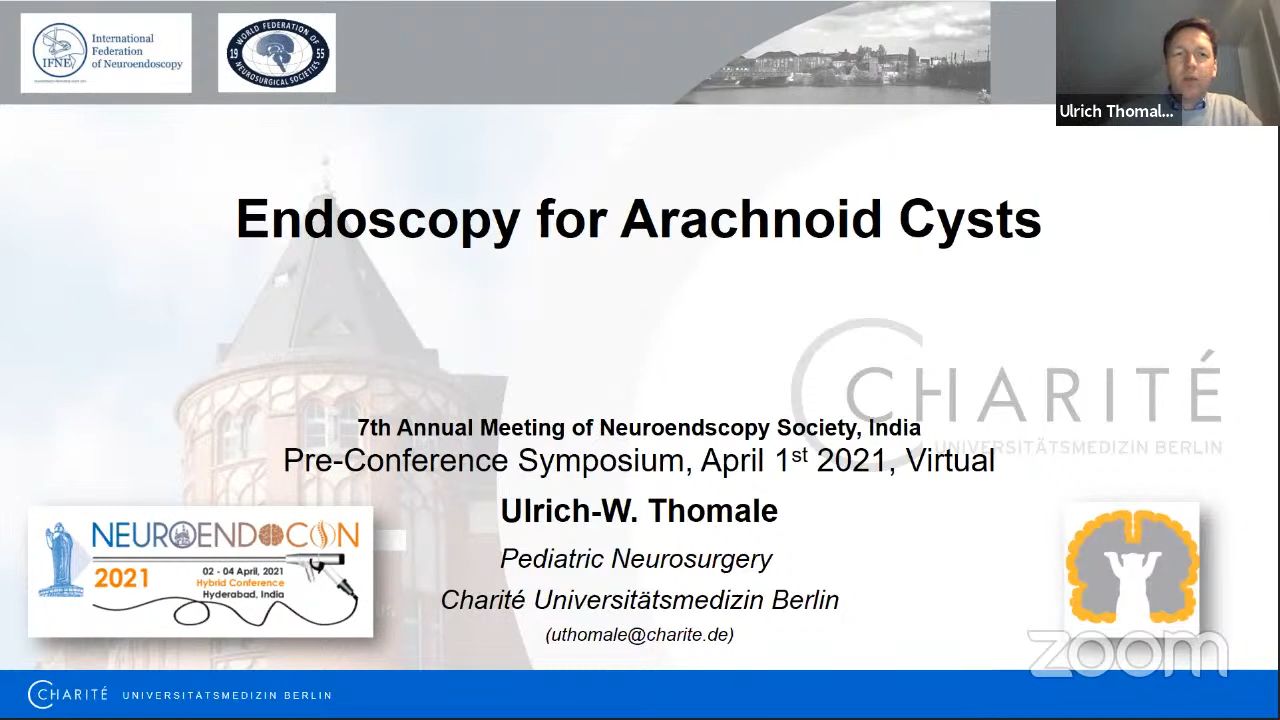 International
Federation
of Neuroendoscopy
IFNE
WORLD FEDERATION OF
19 55
NEUROSURGICAL SOCIETIES
Ulrich Thomal...
Endoscopy for Arachnoid Cysts
CHARITÉ
UNIVERSITÄTSMEDIZIN BERLIN
7th Annual Meeting of Neuroendscopy Society, India
Pre-Conference Symposium, April 1st 2021, Virtual
Ulrich-W. Thomale
Pediatric Neurosurgery
Charité Universitätsmedizin Berlin
(uthomale@charite.de)
NEUROENDOCON
2021
02 - 04 April, 2021
Hybrid Conference
Hyderabad, India
zoom
CHARITÉ UNIVERSITÄTSMEDIZIN BERLIN